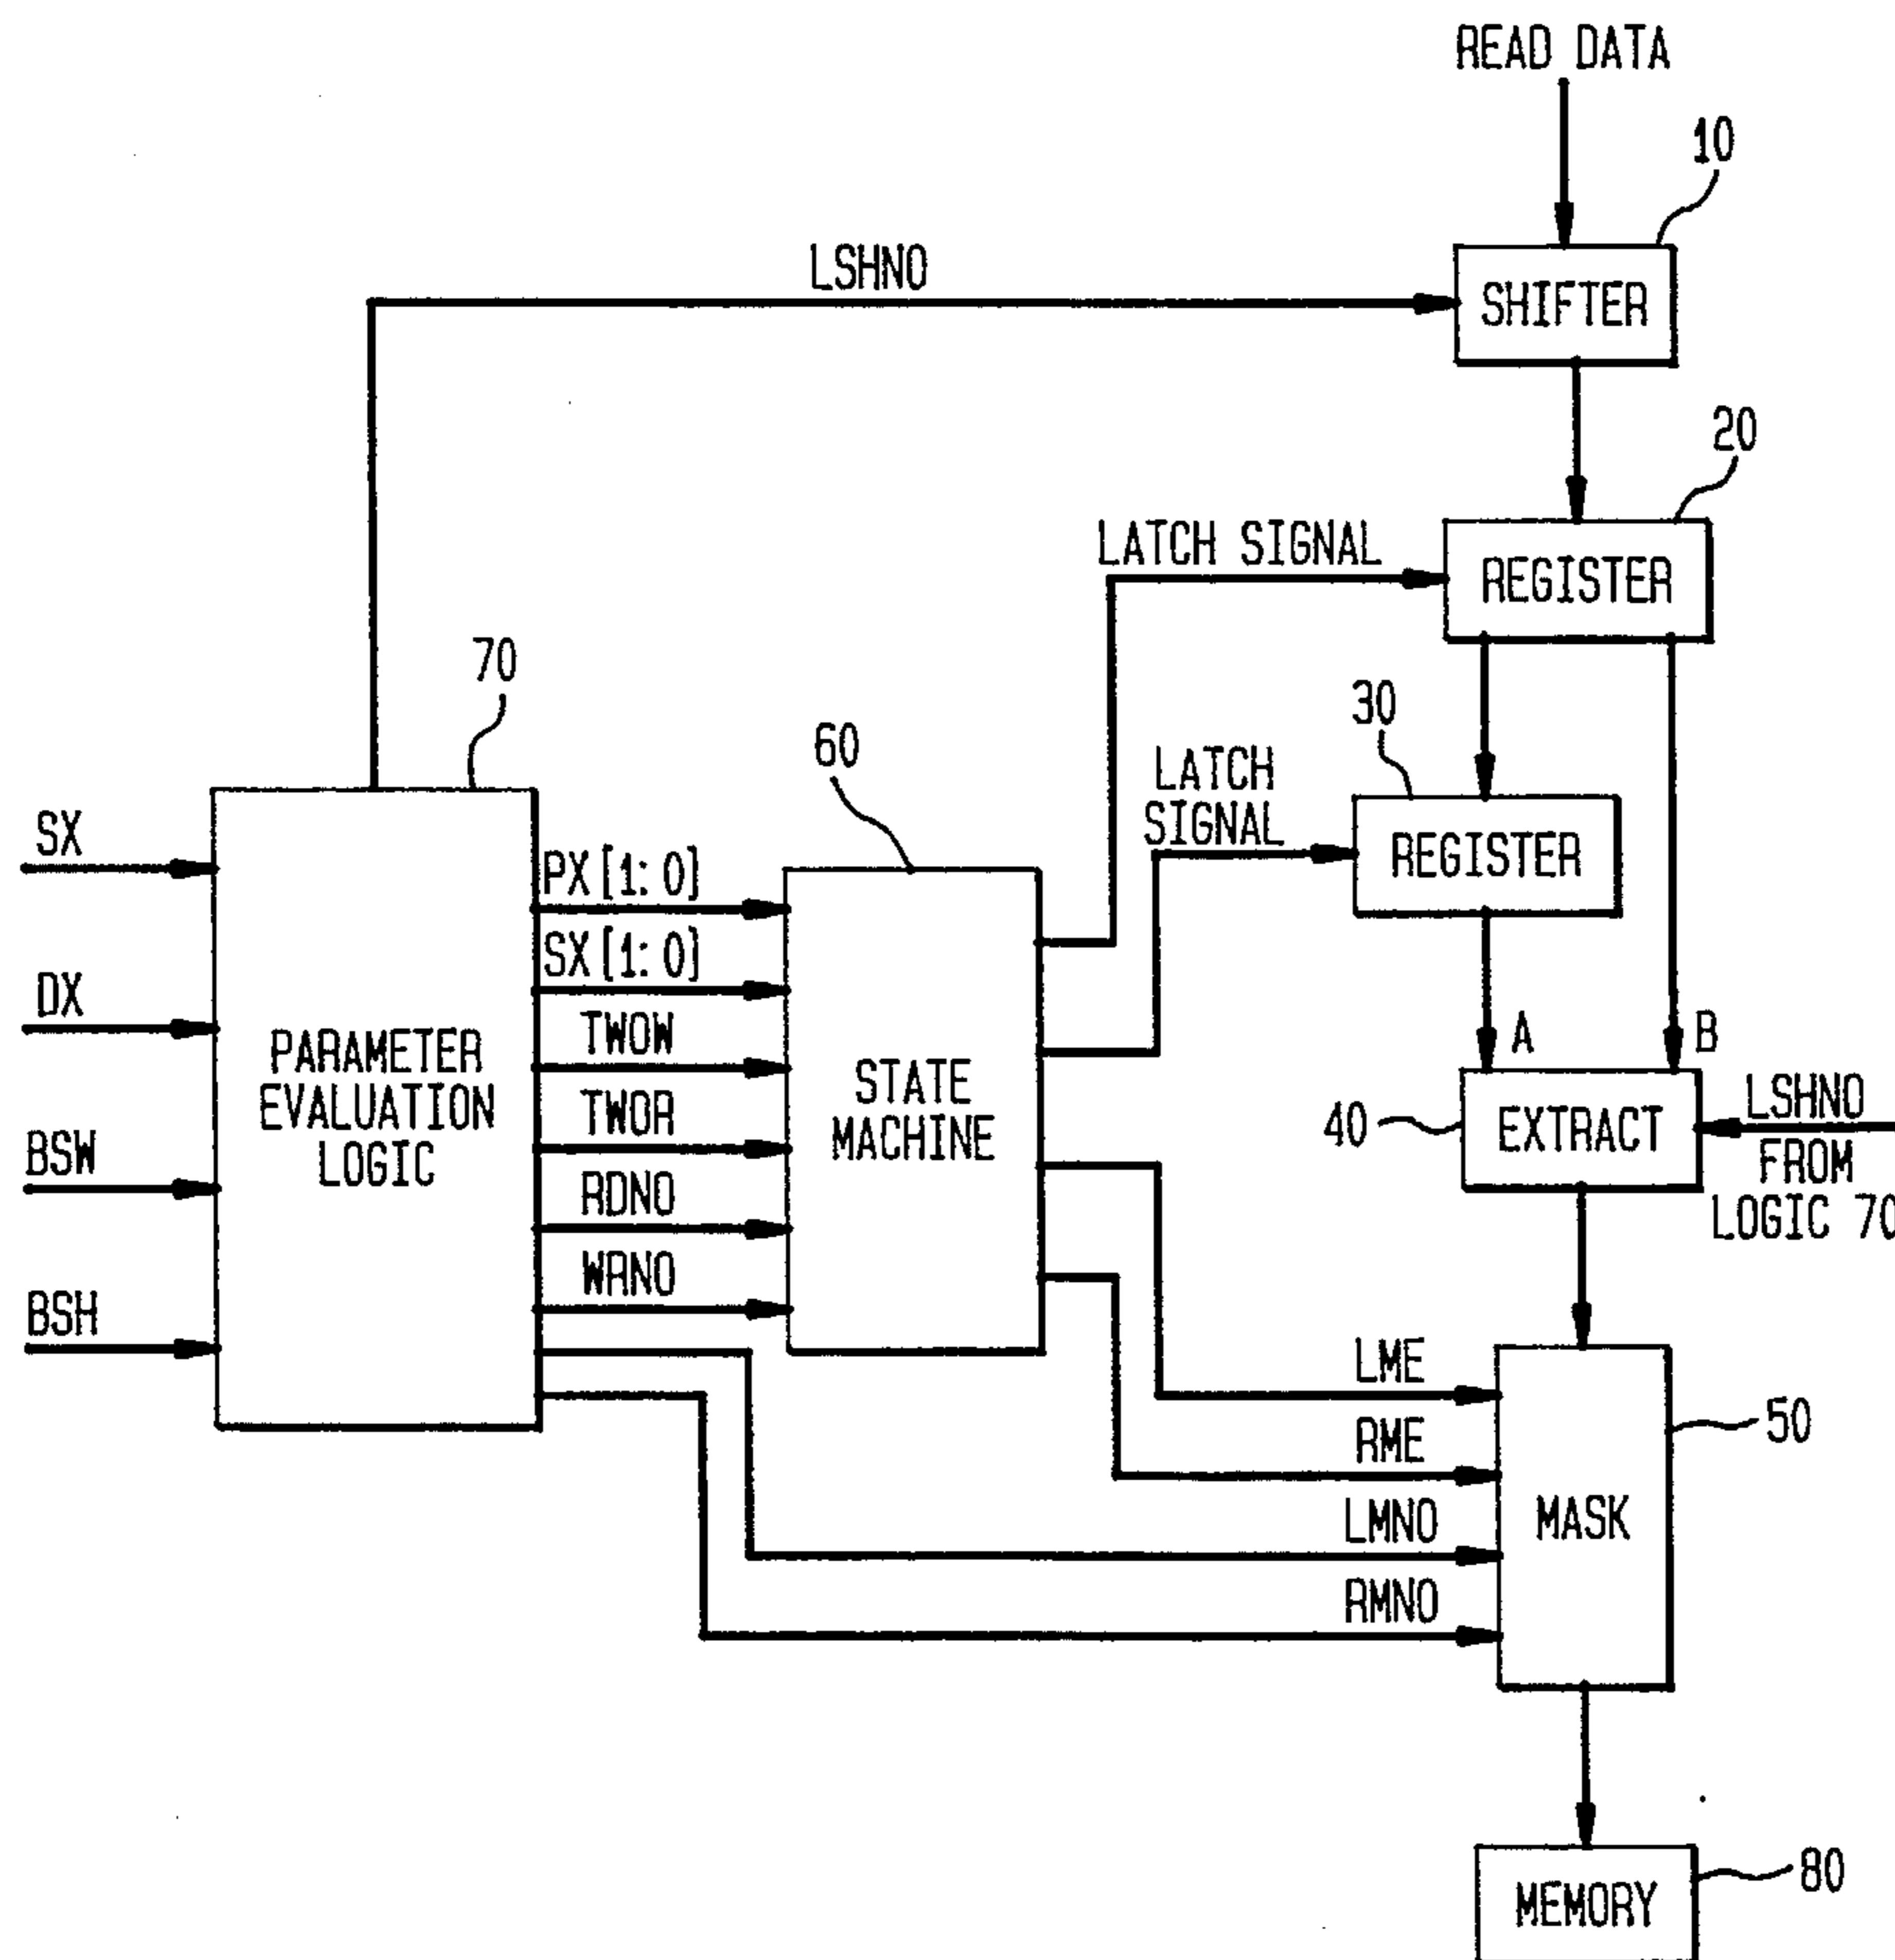 READ DATA
10
LSHNO
SHIFTER
20
LATCH SIGNAL
REGISTER
70
30
60
LATCH
SIGNAL
REGISTER
SX
PX [1: 0]
SX [1: 0]
DX
TWOW
A
B
PARAMETER
EVALUATION
LOGIC
STATE
MACHINE
LSHNO
FROM
LOGIC 70
40
EXTRACT
TWOR
BSW
RDNO
WRNO
BSH
LME
RME
50
LMNO
MASK
RMNO
80
MEMORY